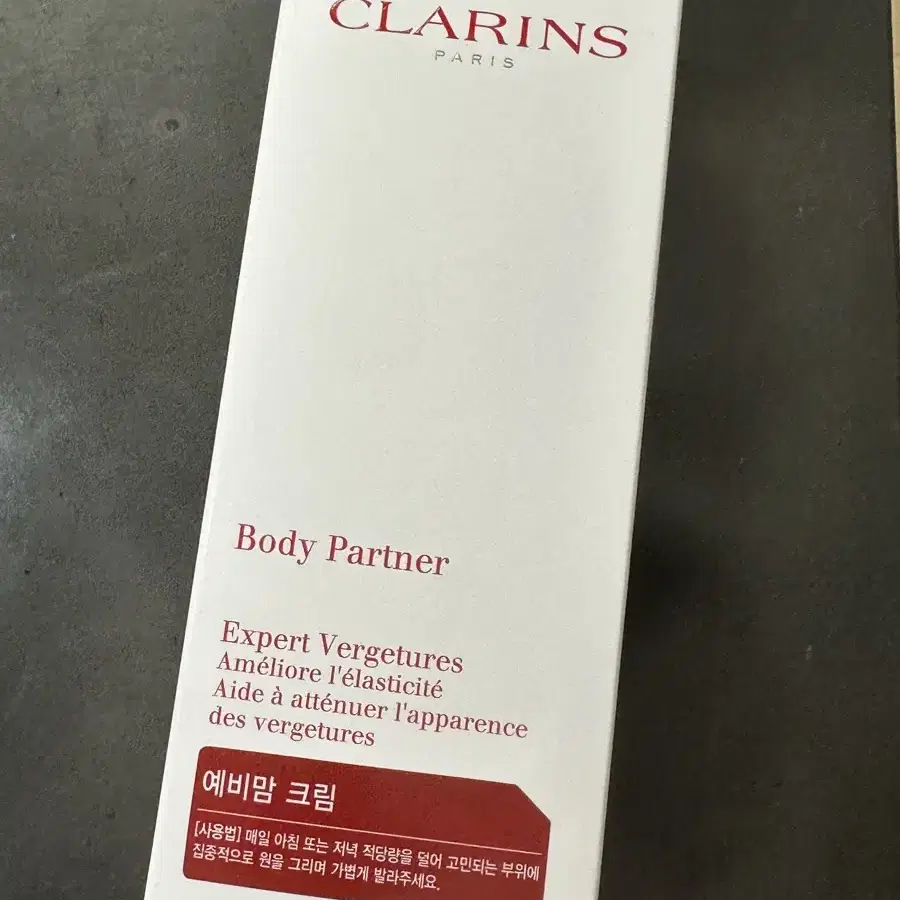 CLARINS
PARIS
Body Partner
Expert Vergetures
Améliore l'élasticité
Aide à atténuer l'apparence
des vergetures
예비맘 크림
[사용법] 매일 아침 또는 저녁 적당량을 덜어 고민되는 부위에
집중적으로 원을 그리며 가볍게 발라주세요.